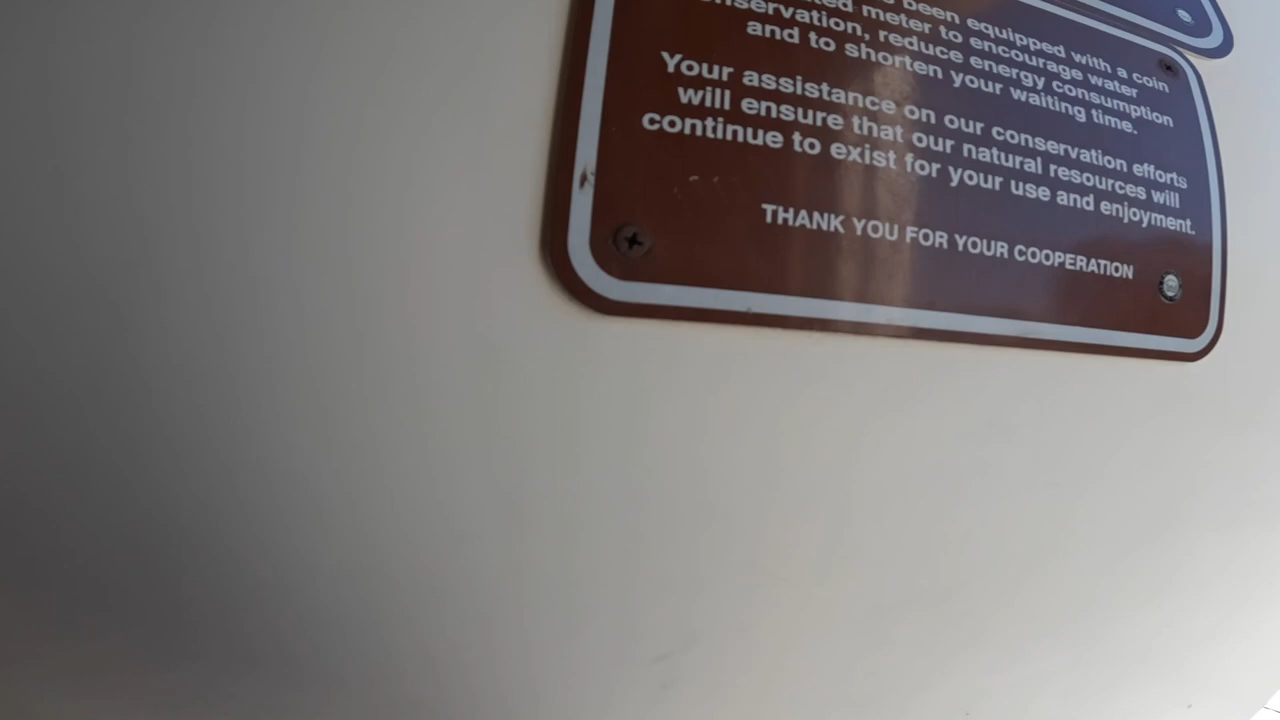 been equipped with a coin
meter to encourage water
conservation, reduce energy consumption
and to shorten your waiting time.
Your assistance on our conservation efforts
will ensure that our natural resources will
continue to exist for your use and enjoyment.
THANK YOU FOR YOUR COOPERATION